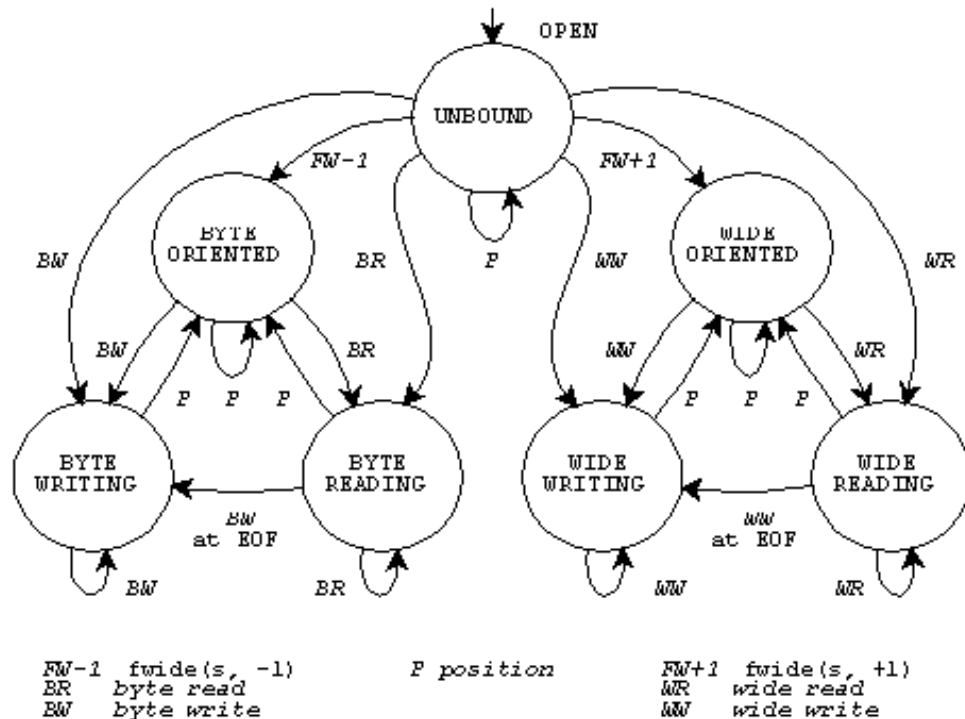 OPEN
UNBOUND
FW-1
FW+1
BYTE
ORIENTED
WIDE
ORIENTED
BW
BR
P
WW
WR
BW
BR
WW
WR
P
P
P
P
P
P
BYTE
WRITING
BYTE
READING
WIDE
WRITING
WIDE
READING
BW
at EOF
WW
at EOF
BW
BR
WW
WR
FW-1 fwide(s, -1)
P position
FW+1 fwide(s, +1)
BR byte read
WR wide read
BW byte write
WW wide write